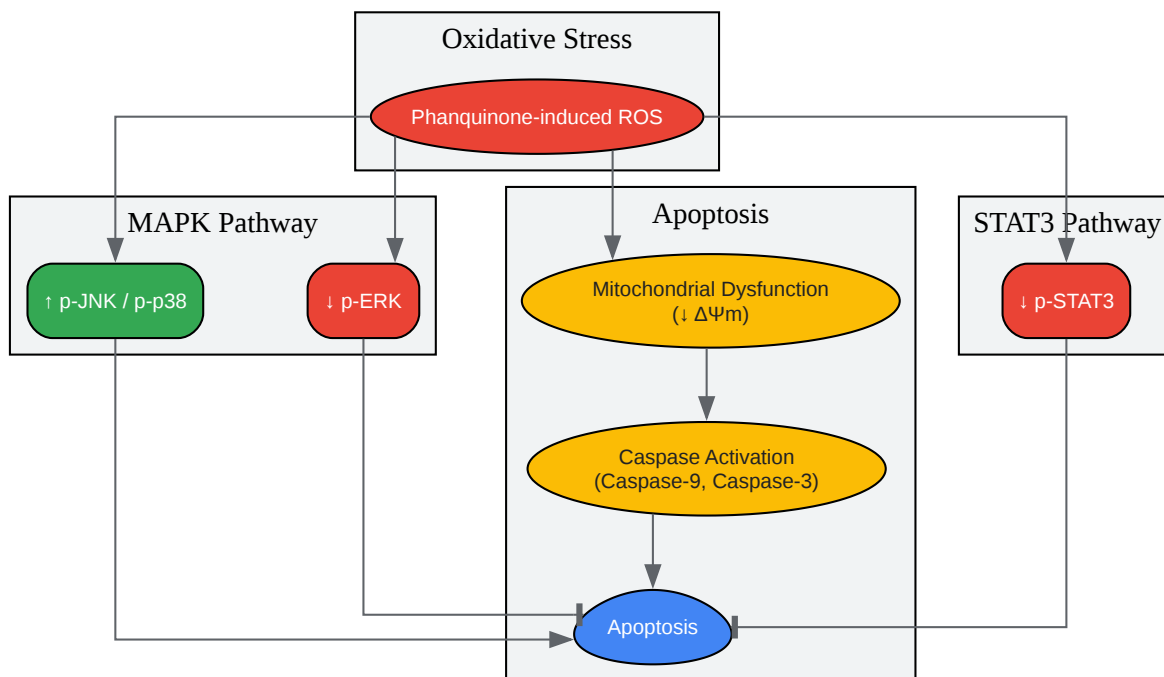 Oxidative Stress
Phanquinone-induced ROS
MAPK Pathway
↑ p-JNK / p-p38
↓ p-ERK
Apoptosis
Mitochondrial Dysfunction
(↓ ΔΨm)
Caspase Activation
(Caspase-9, Caspase-3)
Apoptosis
STAT3 Pathway
↓ p-STAT3